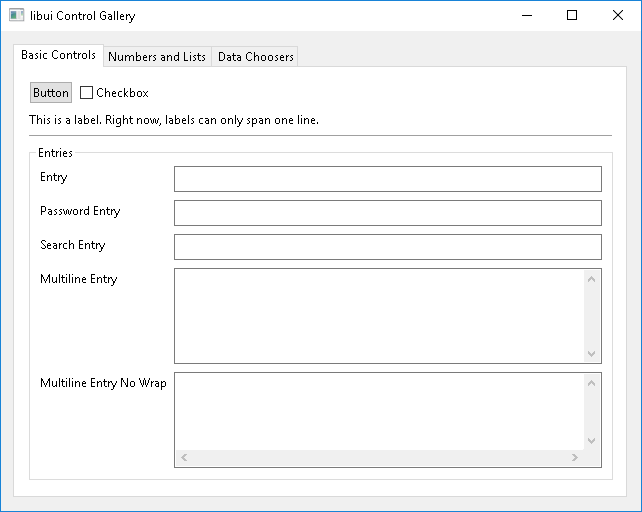 libui Control Gallery
Basic Controls Numbers and Lists Data Choosers
Button Checkbox
This is a label. Right now, labels can only span one line.
Entries
Entry
Password Entry
Search Entry
Multiline Entry
Multiline Entry No Wrap